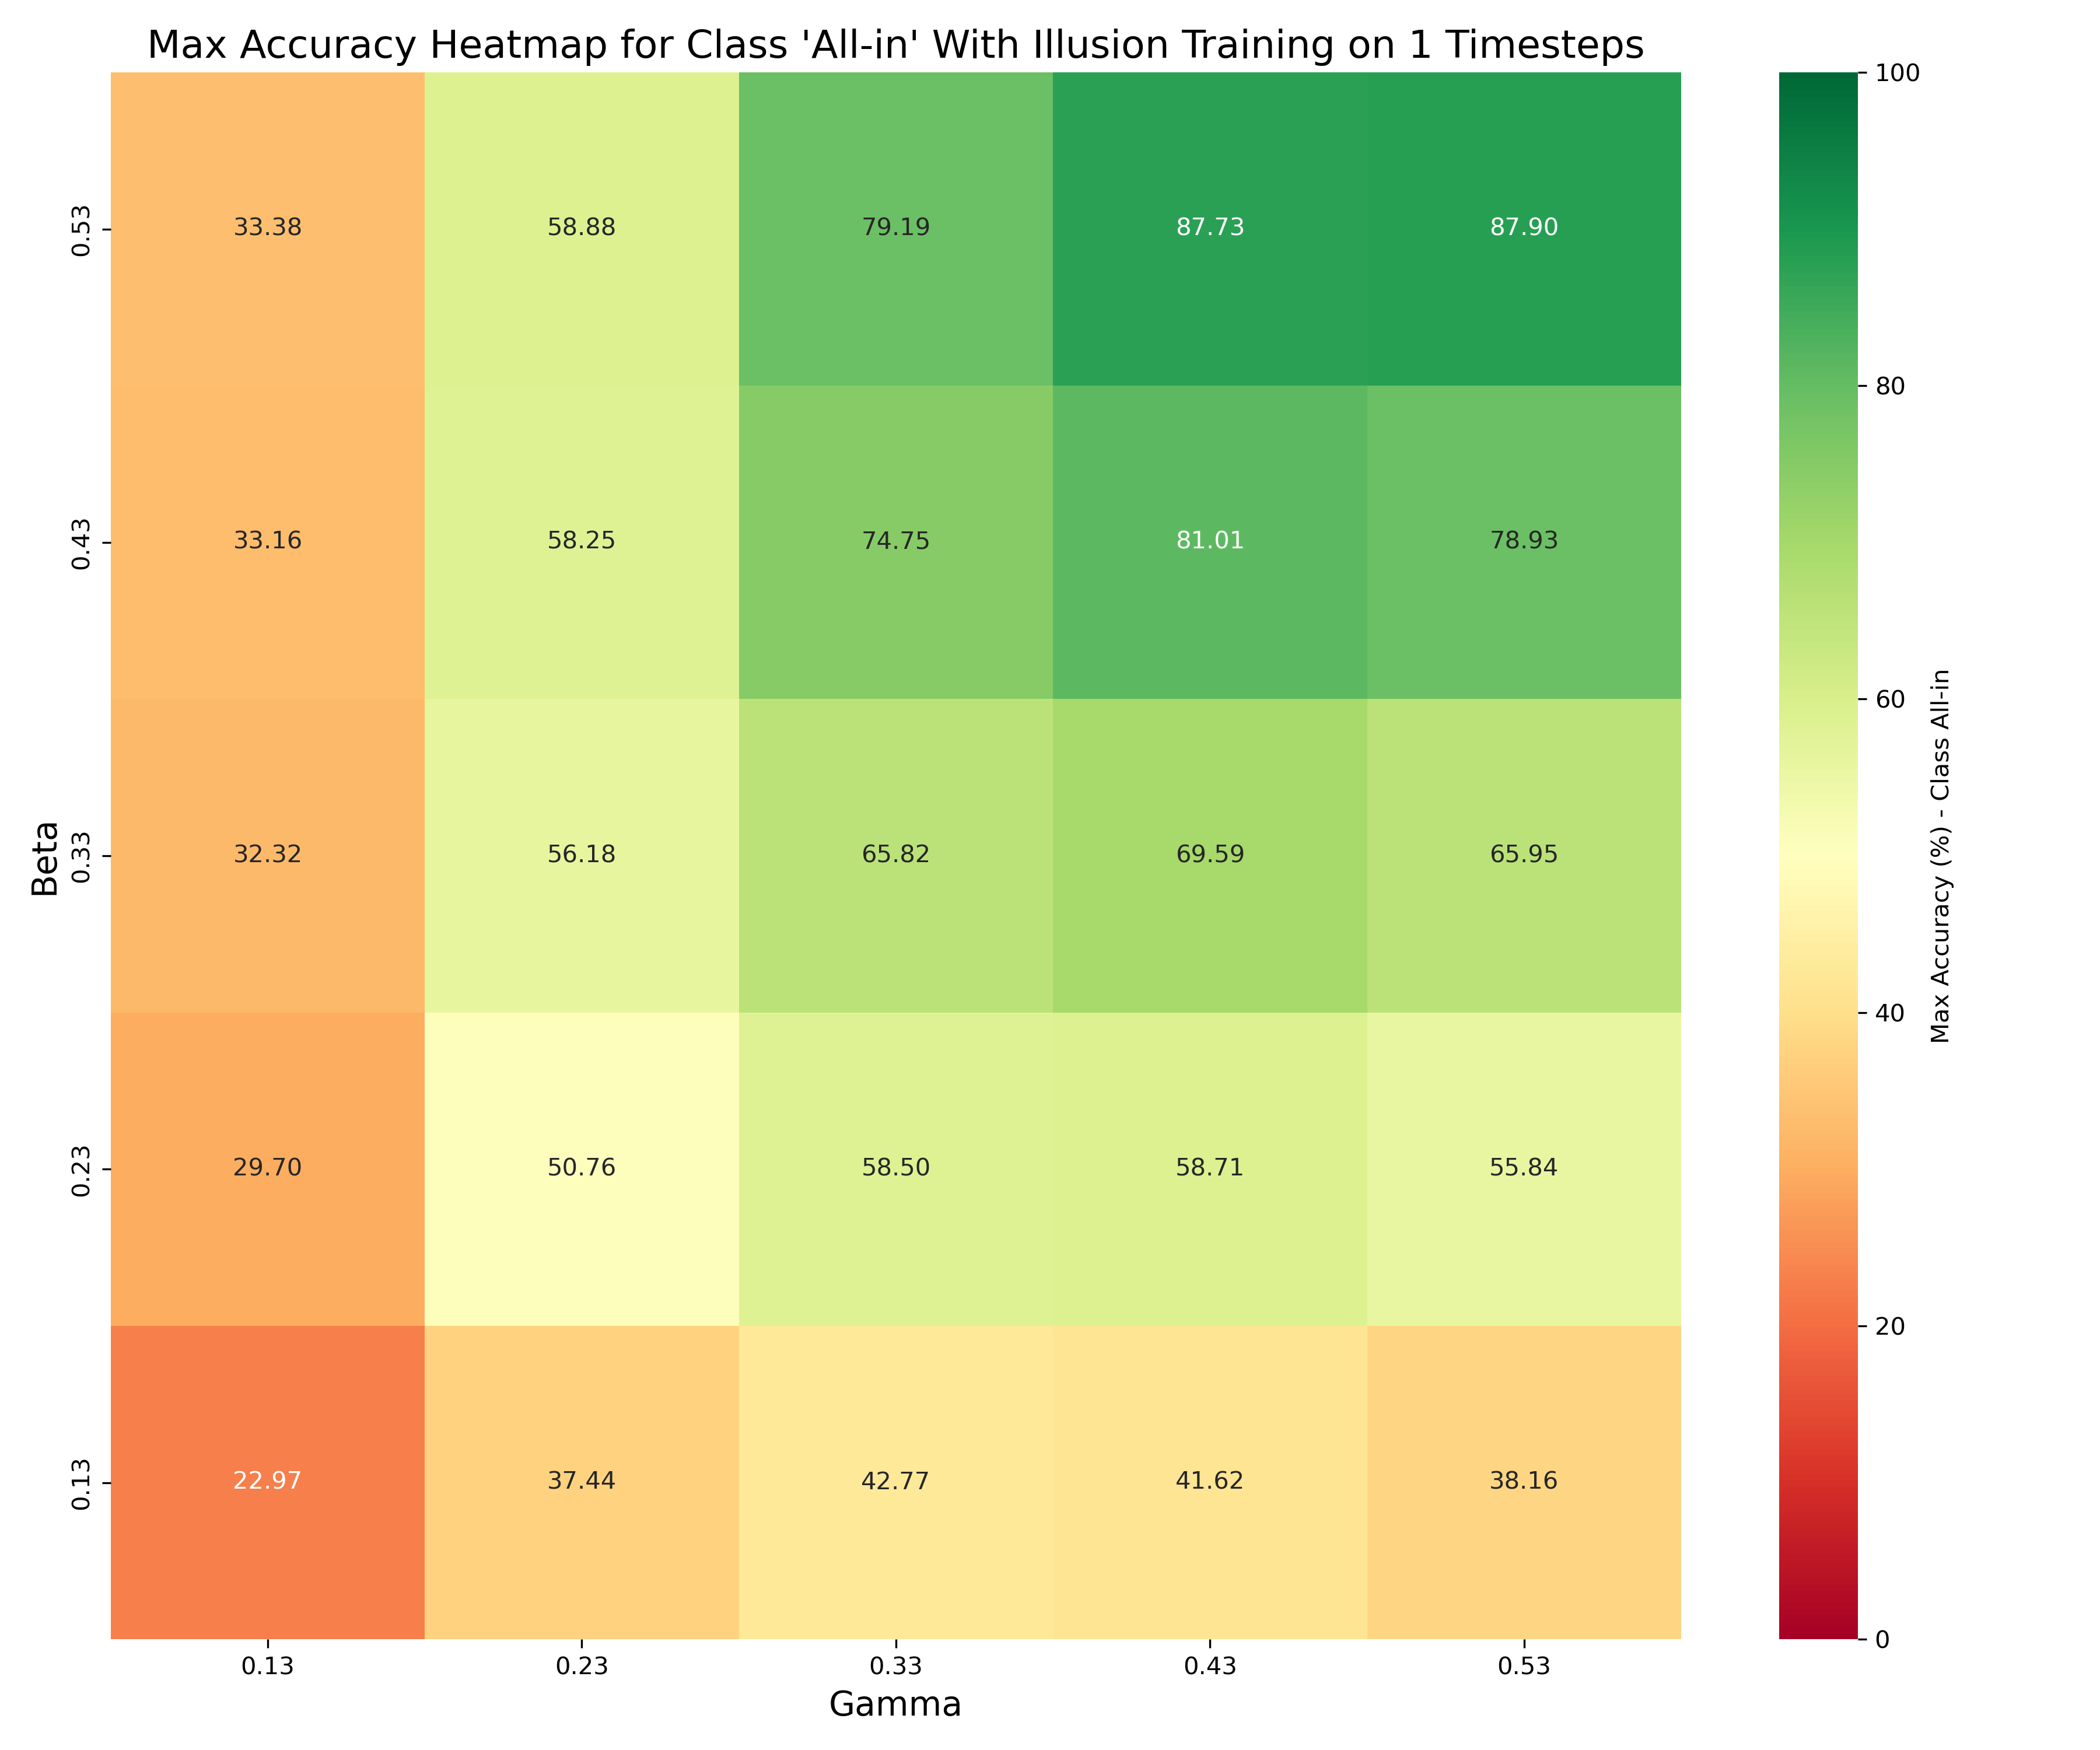 Max Accuracy Heatmap for Class 'All-in' With Illusion Training on 1 Timesteps
Beta
0.53 33.38 58.88 79.19 87.73 87.90
0.43 33.16 58.25 74.75 81.01 78.93
0.33 32.32 56.18 65.82 69.59 65.95
0.23 29.70 50.76 58.50 58.71 55.84
0.13 22.97 37.44 42.77 41.62 38.16
0.13 0.23 0.33 0.43 0.53
Gamma
100
80
60
40
20
0
Max Accuracy (%) - Class All-in